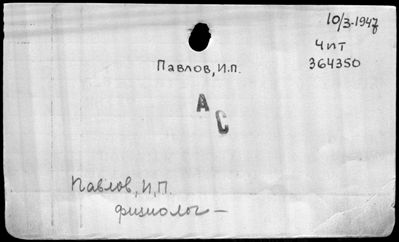 10/3-1947
Чит
364350
Павлов, И.П.
А
С
Павлов, И, П.
физиолог —